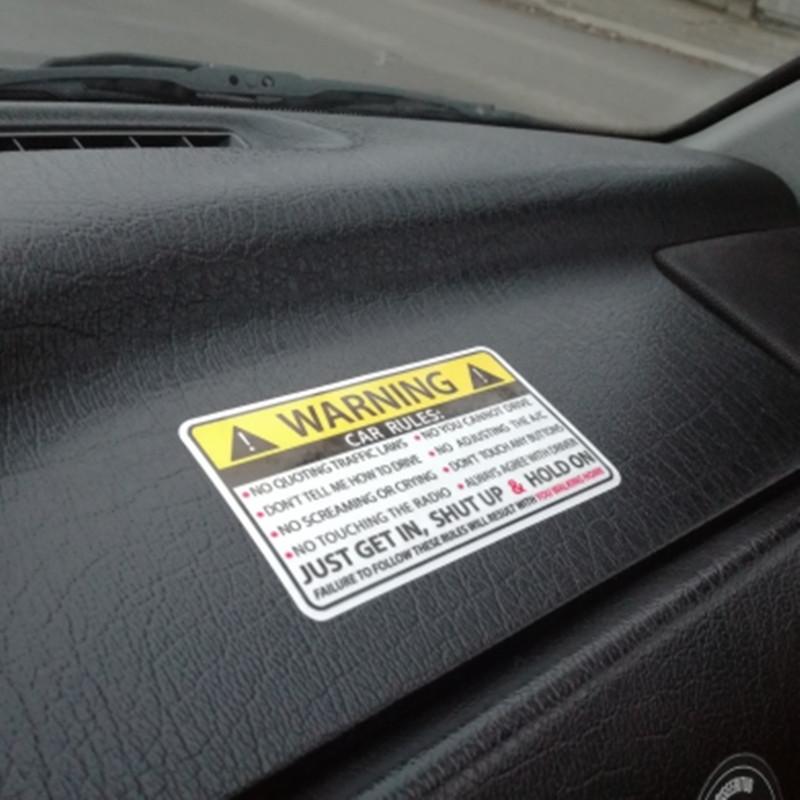 WARNING
CAR RULES:
• NO QUOTING TRAFFIC LAWS • NO YOU CANNOT DRIVE
• DON'T TELL ME HOW TO DRIVE • NO ADJUSTING THE A/C
• NO SCREAMING OR CRYING • DON'T TOUCH ANY BUTTONS
• NO TOUCHING THE RADIO • ALWAYS AGREE WITH DRIVER
JUST GET IN, SHUT UP & HOLD ON
FAILURE TO FOLLOW THESE RULES WILL RESULT WITH YOU WALKING HOME